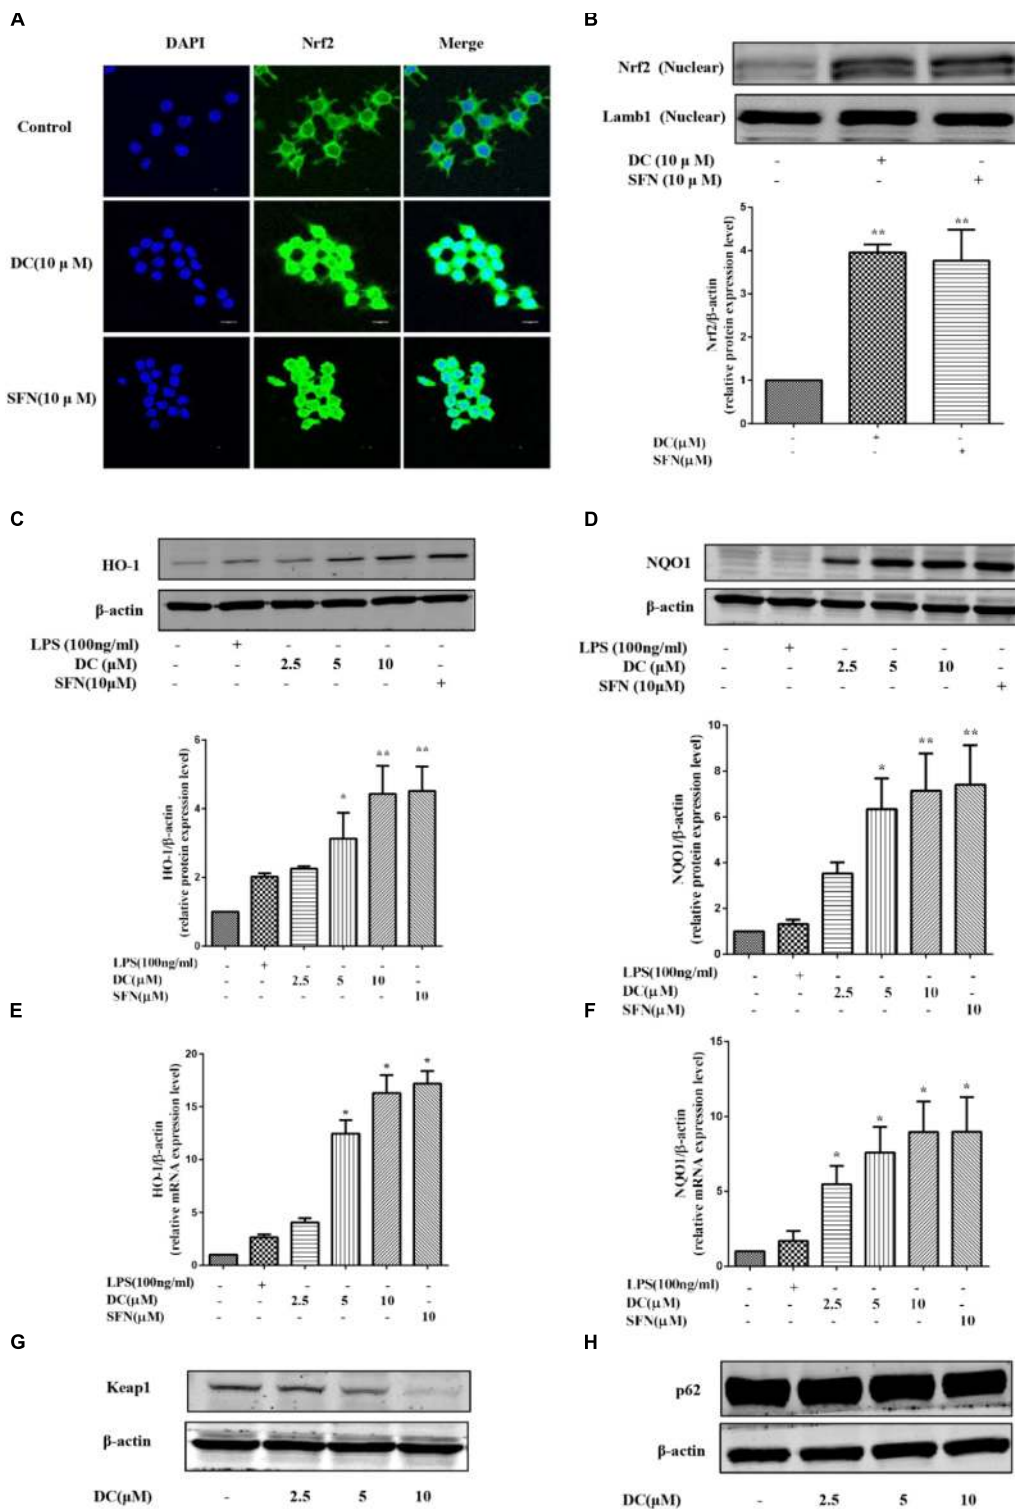 A
DAPI Nrf2 Merge
Control
DC(10 μ M)
SFN(10 μ M)
B
Nrf2 (Nuclear)
Lamb1 (Nuclear)
DC (10 μ M) - + -
SFN (10 μ M) - - +
Nrf2/β-actin
(relative protein expression level)
5
4
3
2
1
0
** **
DC(μM) - + -
SFN(μM) - - +
C
HO-1
β-actin
LPS (100ng/ml) - + - - - -
DC (μM) - - 2.5 5 10 -
SFN(10μM) - - - - - +
HO-1/β-actin
(relative protein expression level)
6
4
2
0
* ** **
LPS(100ng/ml) - + - - - -
DC(μM) - - 2.5 5 10 -
SFN(μM) - - - - - 10
D
NQO1
β-actin
LPS (100ng/ml) - + - - - -
DC (μM) - - 2.5 5 10 -
SFN (10μM) - - - - - +
NQO1/β-actin
(relative protein expression level)
10
8
6
4
2
0
* ** **
LPS(100ng/ml) - + - - - -
DC(μM) - - 2.5 5 10 -
SFN(μM) - - - - - 10
E
HO-1/β-actin
(relative mRNA expression level)
20
15
10
5
0
* * *
LPS(100ng/ml) - + - - - -
DC(μM) - - 2.5 5 10 -
SFN(μM) - - - - - 10
F
NQO1/β-actin
(relative mRNA expression level)
15
10
5
0
* * * *
LPS(100ng/ml) - + - - - -
DC(μM) - - 2.5 5 10 -
SFN(μM) - - - - - 10
G
Keap1
β-actin
DC(μM) - 2.5 5 10
H
p62
β-actin
DC(μM) - 2.5 5 10